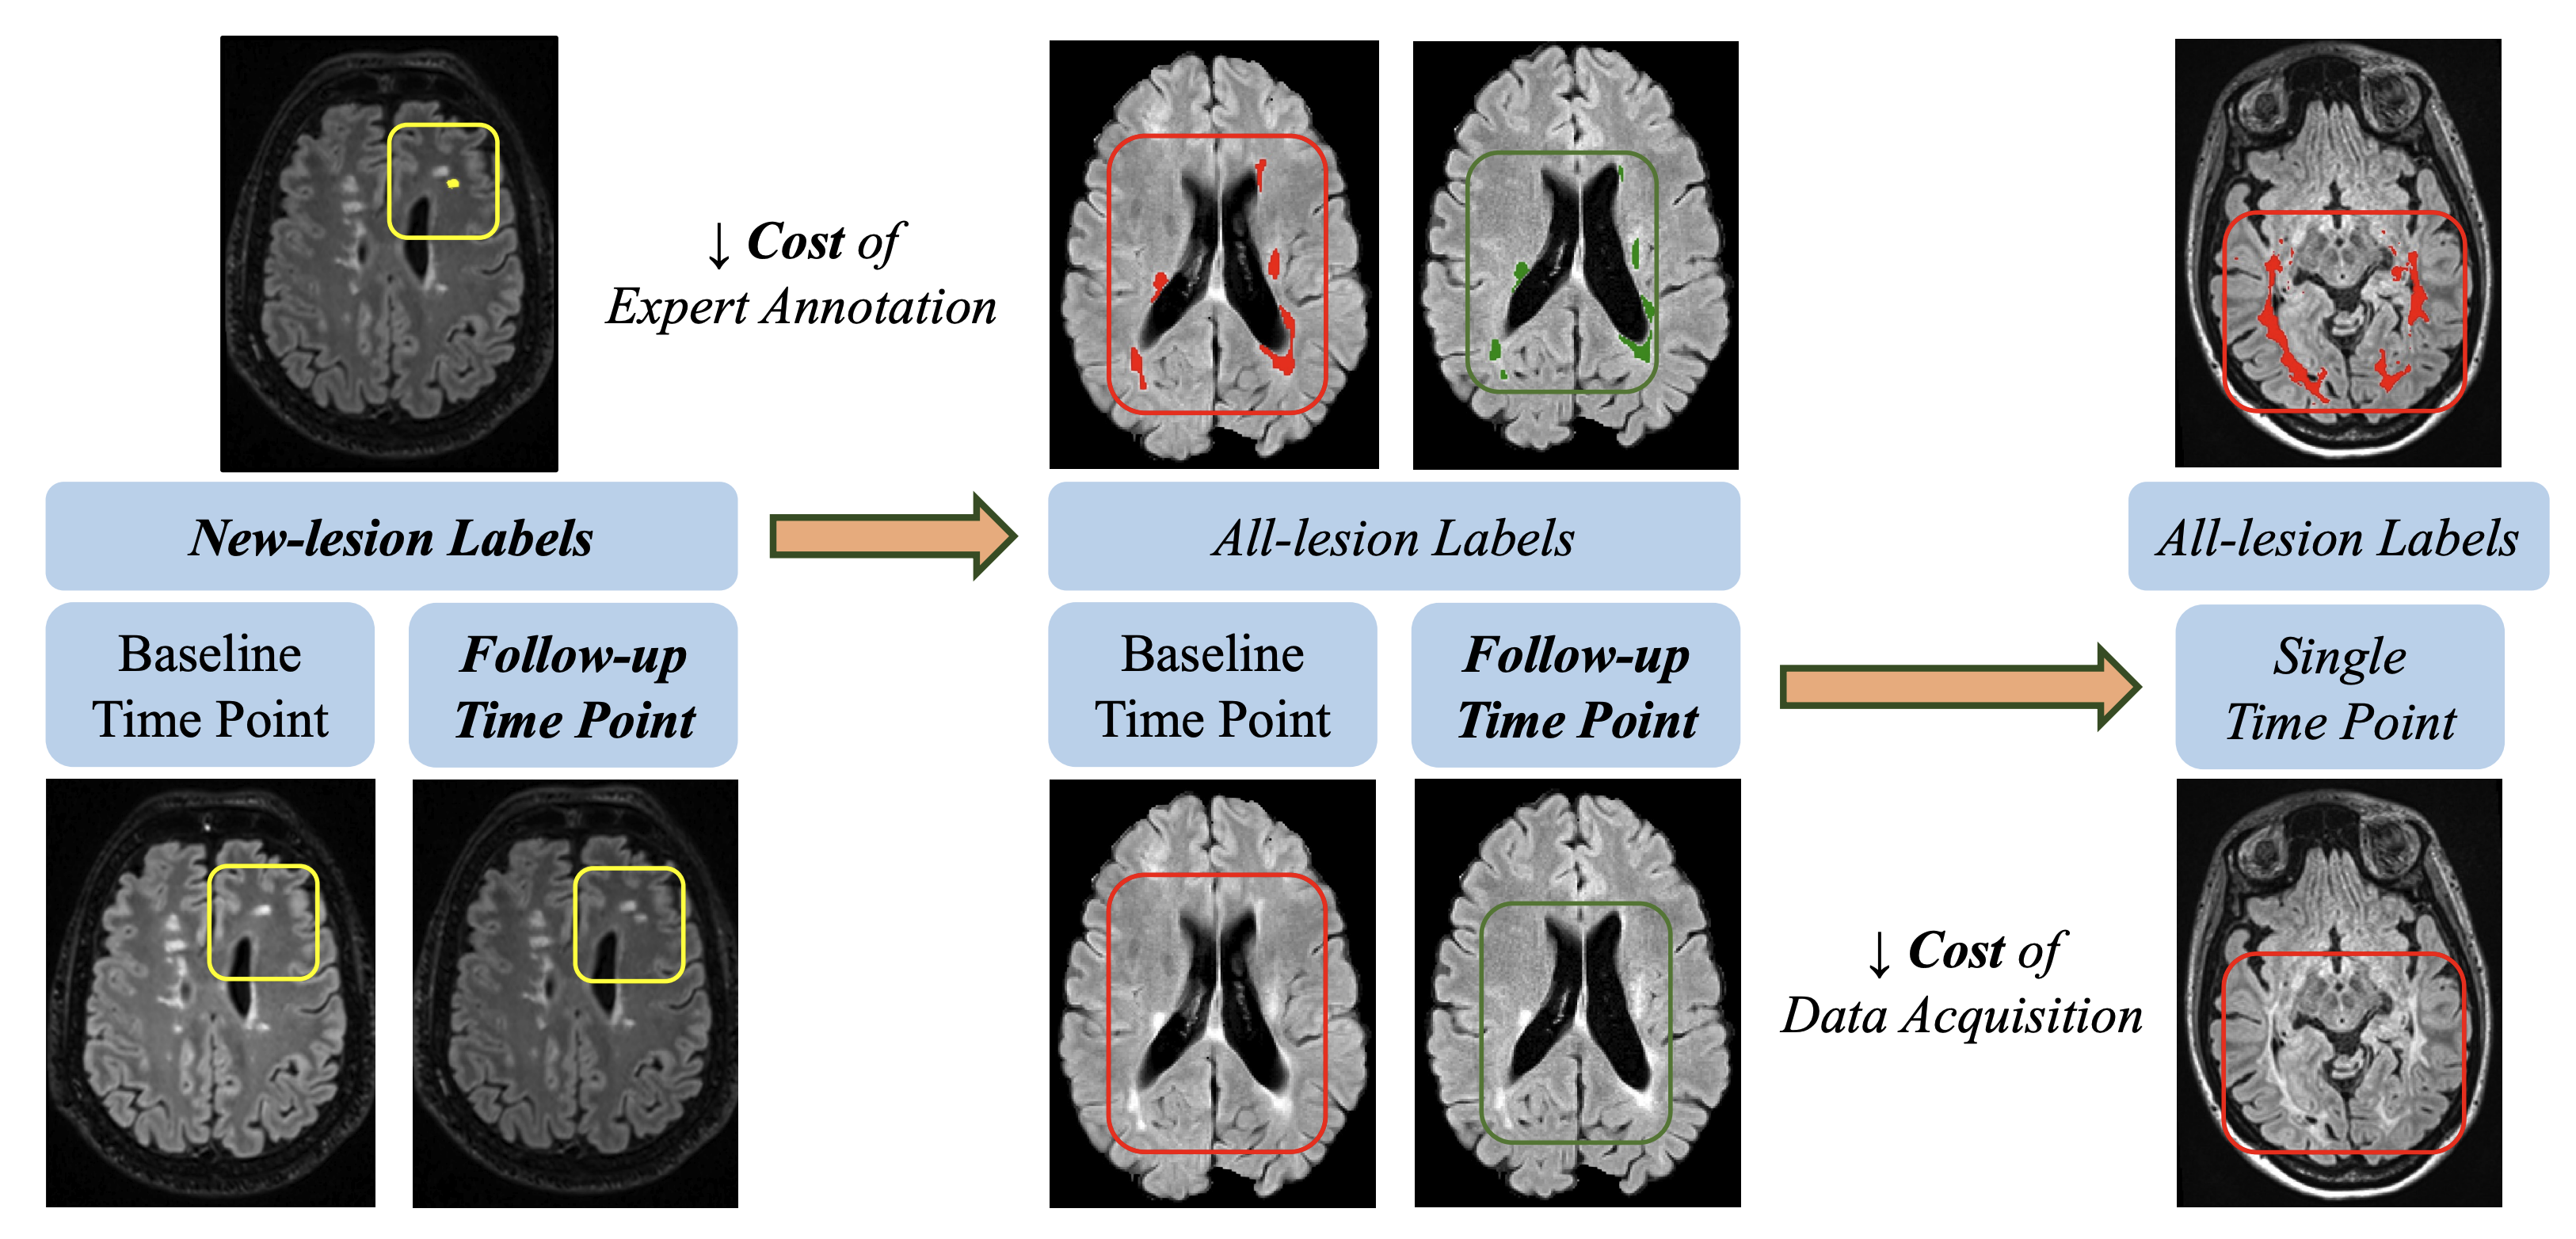 ↓ Cost of
Expert Annotation
New-lesion Labels
All-lesion Labels
All-lesion Labels
Baseline
Time Point
Follow-up
Time Point
Baseline
Time Point
Follow-up
Time Point
Single
Time Point
↓ Cost of
Data Acquisition